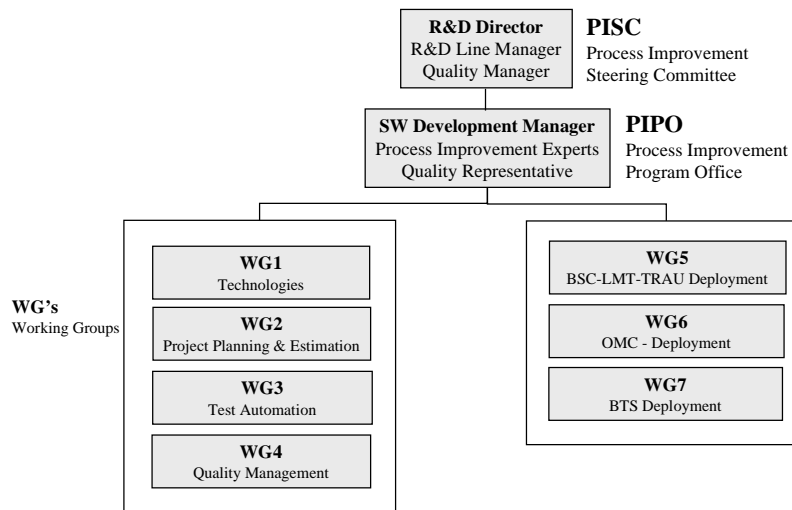 R&D Director
R&D Line Manager
Quality Manager
PISC
Process Improvement
Steering Committee
SW Development Manager
Process Improvement Experts
Quality Representative
PIPO
Process Improvement
Program Office
WG's
Working Groups
WG1
Technologies
WG2
Project Planning & Estimation
WG3
Test Automation
WG4
Quality Management
WG5
BSC-LMT-TRAU Deployment
WG6
OMC - Deployment
WG7
BTS Deployment